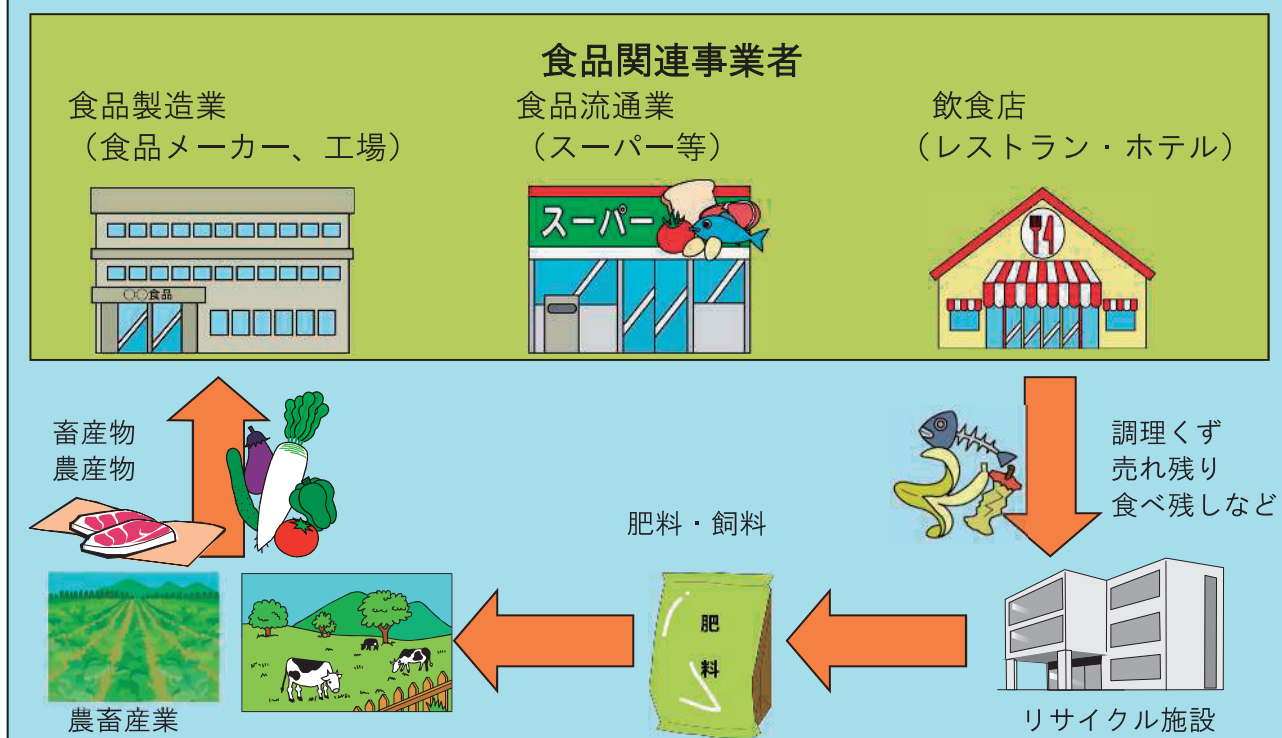 食品関連事業者
食品製造業
（食品メーカー、工場）
食品流通業
（スーパー等）
飲食店
（レストラン・ホテル）
○○食品
スーパー
畜産物
農産物
肥料・飼料
調理くず
売れ残り
食べ残しなど
肥料
農畜産業
リサイクル施設